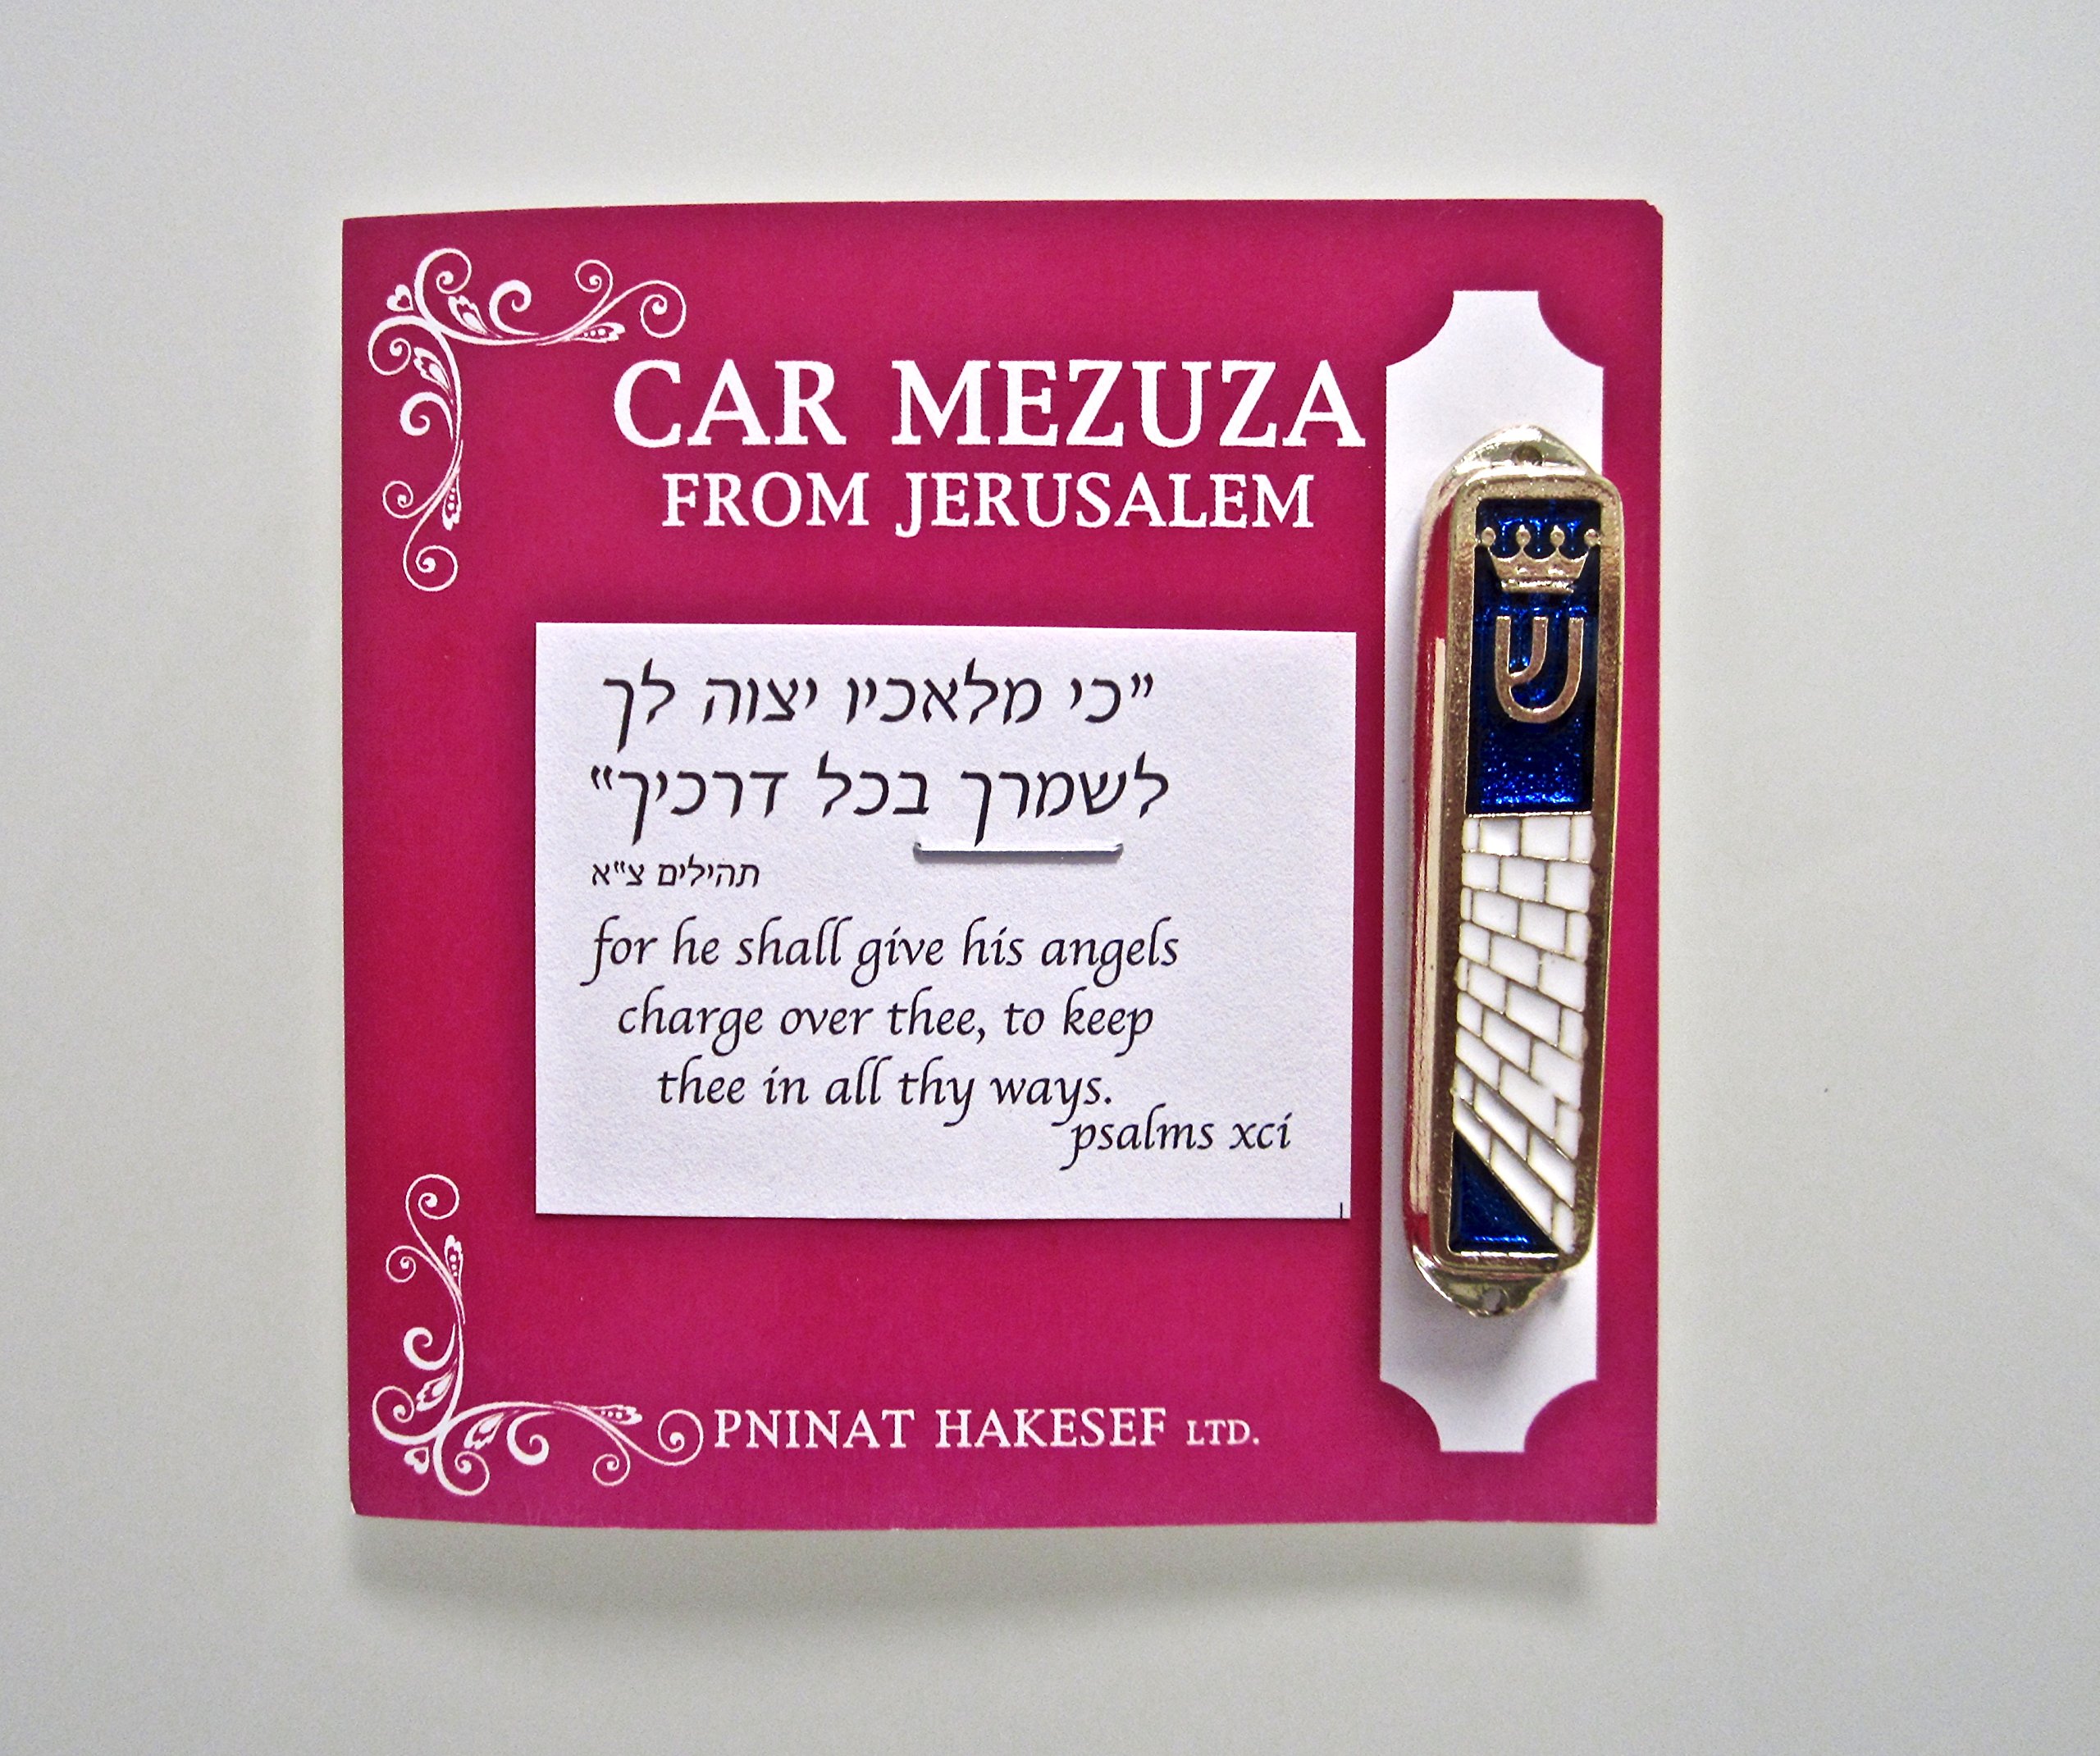 CAR MEZUZA
FROM JERUSALEM
"כי מלאכיו יצוה לך
לשמרך בכל דרכיך"
תהילים צ"א
for he shall give his angels
charge over thee, to keep
thee in all thy ways.
psalms xci
ש
PNINAT HAKESEF LTD.